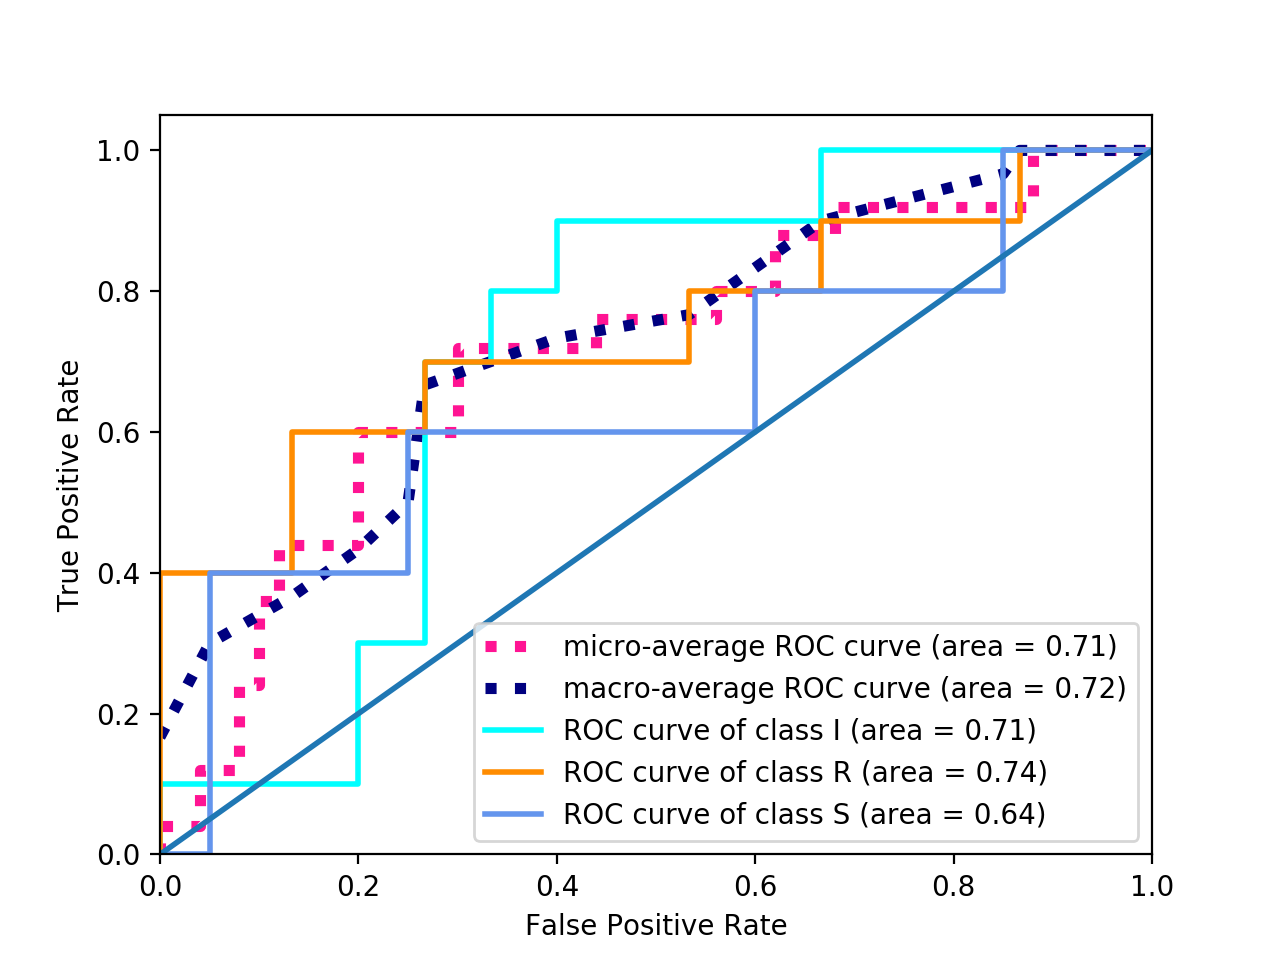 1.0
0.8
0.6
0.4
0.2
0.0
True Positive Rate
micro-average ROC curve (area = 0.71)
macro-average ROC curve (area = 0.72)
ROC curve of class I (area = 0.71)
ROC curve of class R (area = 0.74)
ROC curve of class S (area = 0.64)
0.0 0.2 0.4 0.6 0.8 1.0
False Positive Rate